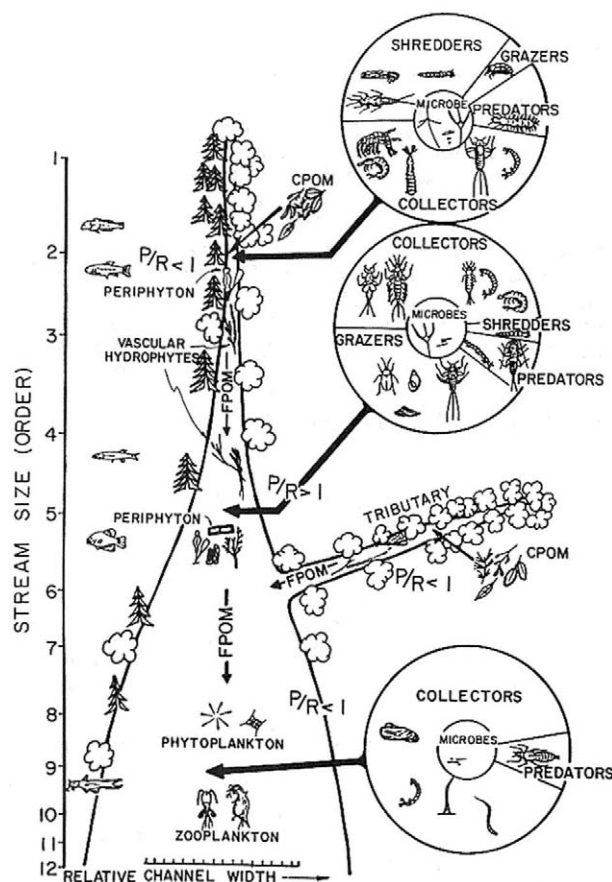 SHREDDERS
GRAZERS
MICROBES
PREDATORS
COLLECTORS
1
CPOM
2
P/R < 1
PERIPHYTON
COLLECTORS
MICROBES
SHREDDERS
GRAZERS
PREDATORS
3
VASCULAR
HYDROPHYTES
FPOM
4
P/R > 1
5
PERIPHYTON
TRIBUTARY
CPOM
FPOM
P/R < 1
6
FPOM
7
P/R < 1
COLLECTORS
8
PHYTOPLANKTON
MICROBES
9
PREDATORS
10
ZOOPLANKTON
11
12
STREAM SIZE (ORDER)
RELATIVE CHANNEL WIDTH